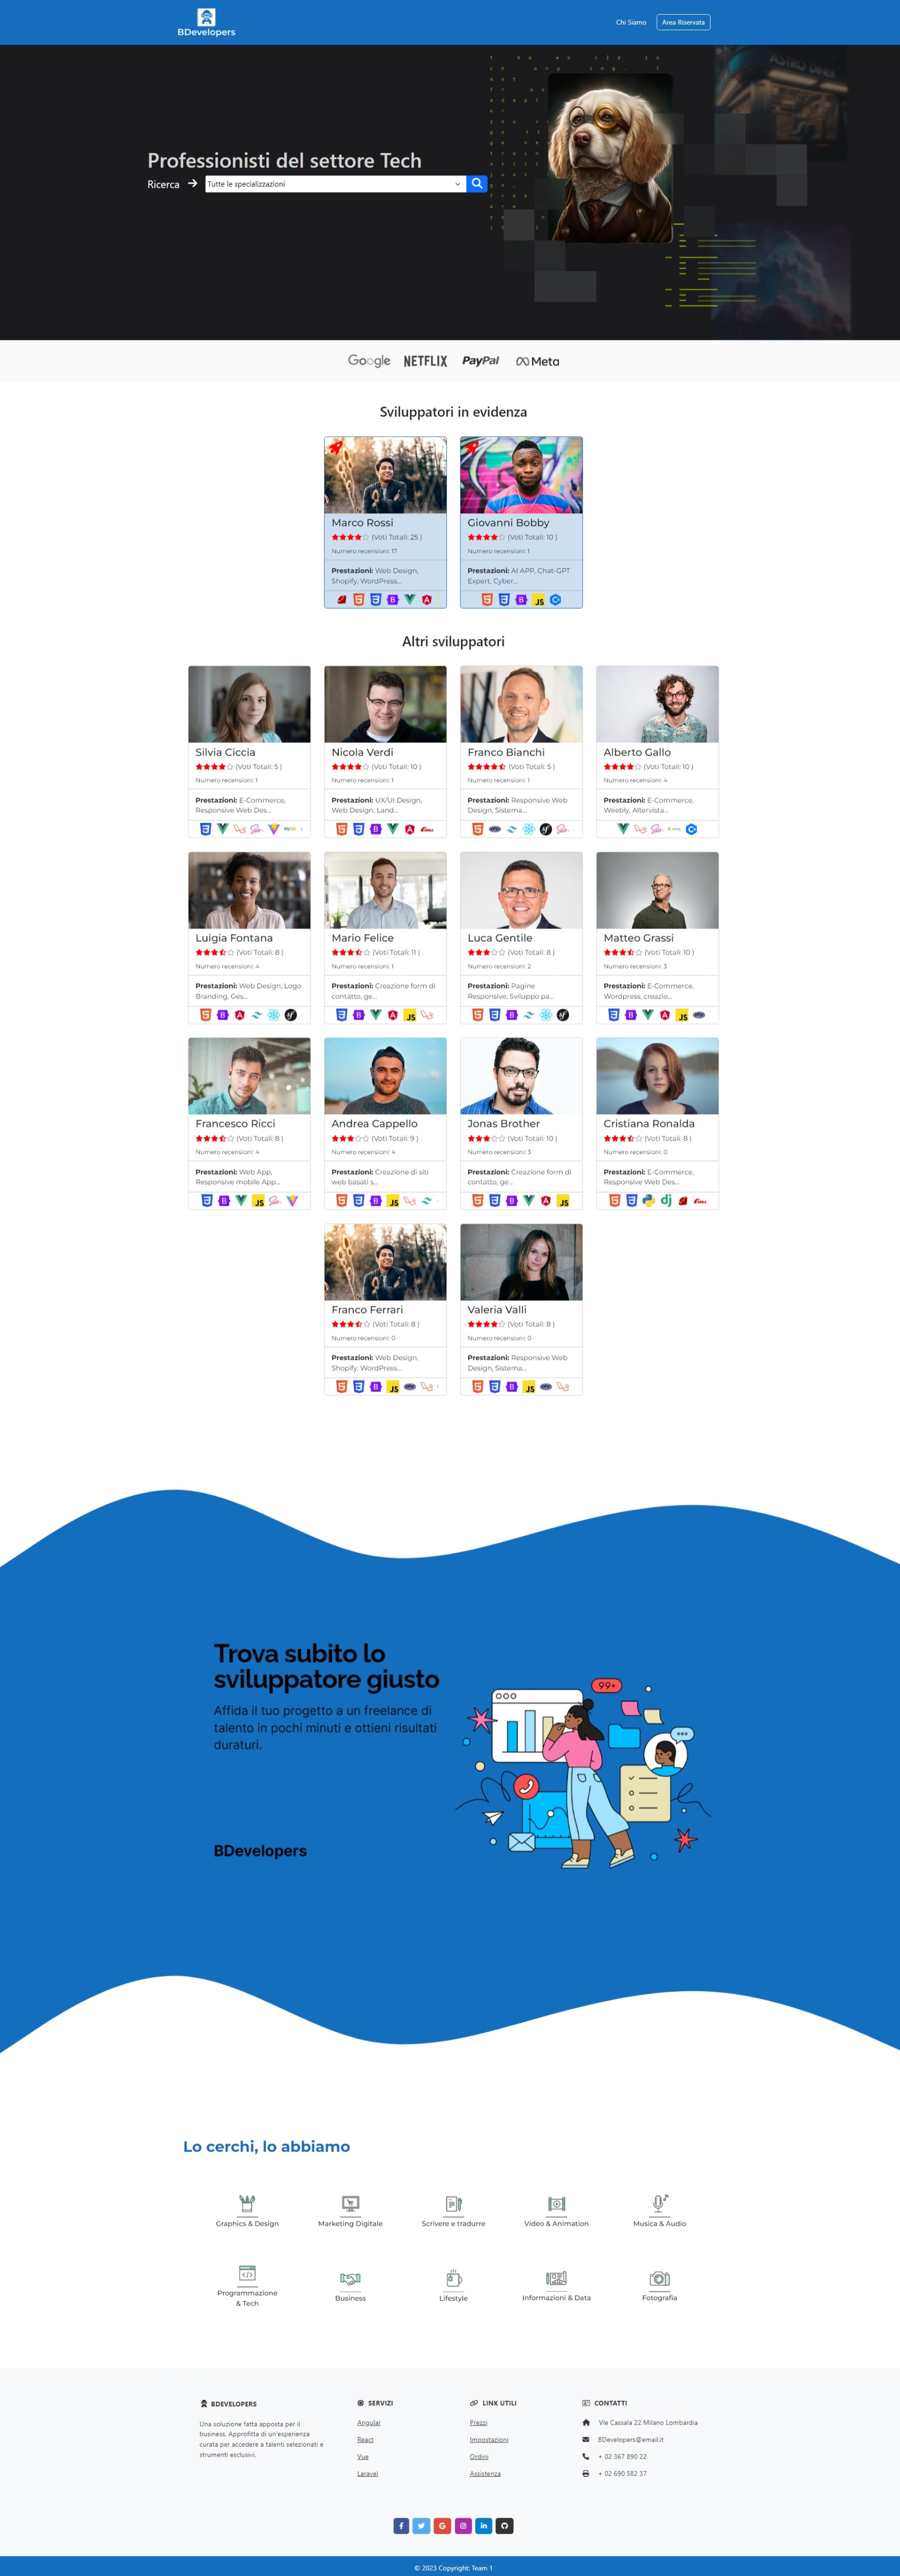 BDevelopers
Chi Siamo
Area Riservata
ASTRO DINER
Professionisti del settore Tech
Ricerca
Tutte le specializzazioni
Google
NETFLIX
PayPal
Meta
Sviluppatori in evidenza
Marco Rossi
(Voti Totali: 25 )
Numero recensioni: 17
Prestazioni: Web Design,
Shopify, WordPress...
Giovanni Bobby
(Voti Totali: 10 )
Numero recensioni: 1
Prestazioni: AI APP, Chat-GPT
Expert, Cyber...
JS
Altri sviluppatori
Silvia Ciccia
(Voti Totali: 5 )
Numero recensioni: 1
Prestazioni: E-Commerce,
Responsive Web Des...
Nicola Verdi
(Voti Totali: 10 )
Numero recensioni: 1
Prestazioni: UX/UI Design,
Web Design, Land...
Franco Bianchi
(Voti Totali: 5 )
Numero recensioni: 1
Prestazioni: Responsive Web
Design, Sistema...
Alberto Gallo
(Voti Totali: 10 )
Numero recensioni: 4
Prestazioni: E-Commerce,
Weebly, Altervista...
Luigia Fontana
(Voti Totali: 8 )
Numero recensioni: 4
Prestazioni: Web Design, Logo
Branding, Ges...
Mario Felice
(Voti Totali: 11 )
Numero recensioni: 1
Prestazioni: Creazione form di
contatto, ge...
JS
Luca Gentile
(Voti Totali: 8 )
Numero recensioni: 2
Prestazioni: Pagine
Responsive, Sviluppo pa...
Matteo Grassi
(Voti Totali: 10 )
Numero recensioni: 3
Prestazioni: E-Commerce,
Wordpress, creazio...
JS
Francesco Ricci
(Voti Totali: 8 )
Numero recensioni: 4
Prestazioni: Web App,
Responsive mobile App...
JS
Andrea Cappello
(Voti Totali: 9 )
Numero recensioni: 4
Prestazioni: Creazione di siti
web basati s...
JS
Jonas Brother
(Voti Totali: 10 )
Numero recensioni: 3
Prestazioni: Creazione form di
contatto, ge...
JS
Cristiana Ronalda
(Voti Totali: 8 )
Numero recensioni: 0
Prestazioni: E-Commerce,
Responsive Web Des...
dj
Franco Ferrari
(Voti Totali: 8 )
Numero recensioni: 0
Prestazioni: Web Design,
Shopify, WordPress...
JS
Valeria Valli
(Voti Totali: 8 )
Numero recensioni: 0
Prestazioni: Responsive Web
Design, Sistema...
JS
Trova subito lo
sviluppatore giusto
Affida il tuo progetto a un freelance di
talento in pochi minuti e ottieni risultati
duraturi.
BDevelopers
99+
Lo cerchi, lo abbiamo
Graphics & Design
Marketing Digitale
Scrivere e tradurre
Video & Animation
Musica & Audio
Programmazione
& Tech
Business
Lifestyle
Informazioni & Data
Fotografia
BDEVELOPERS
Una soluzione fatta apposta per il
business. Approfitta di un'esperienza
curata per accedere a talenti selezionati e
strumenti esclusivi.
SERVIZI
Angular
React
Vue
Laravel
LINK UTILI
Prezzi
Impostazioni
Ordini
Assistenza
CONTATTI
Vle Cassala 22 Milano Lombardia
BDevelopers@email.it
+ 02 367 890 22
+ 02 690 582 37
© 2023 Copyright: Team 1